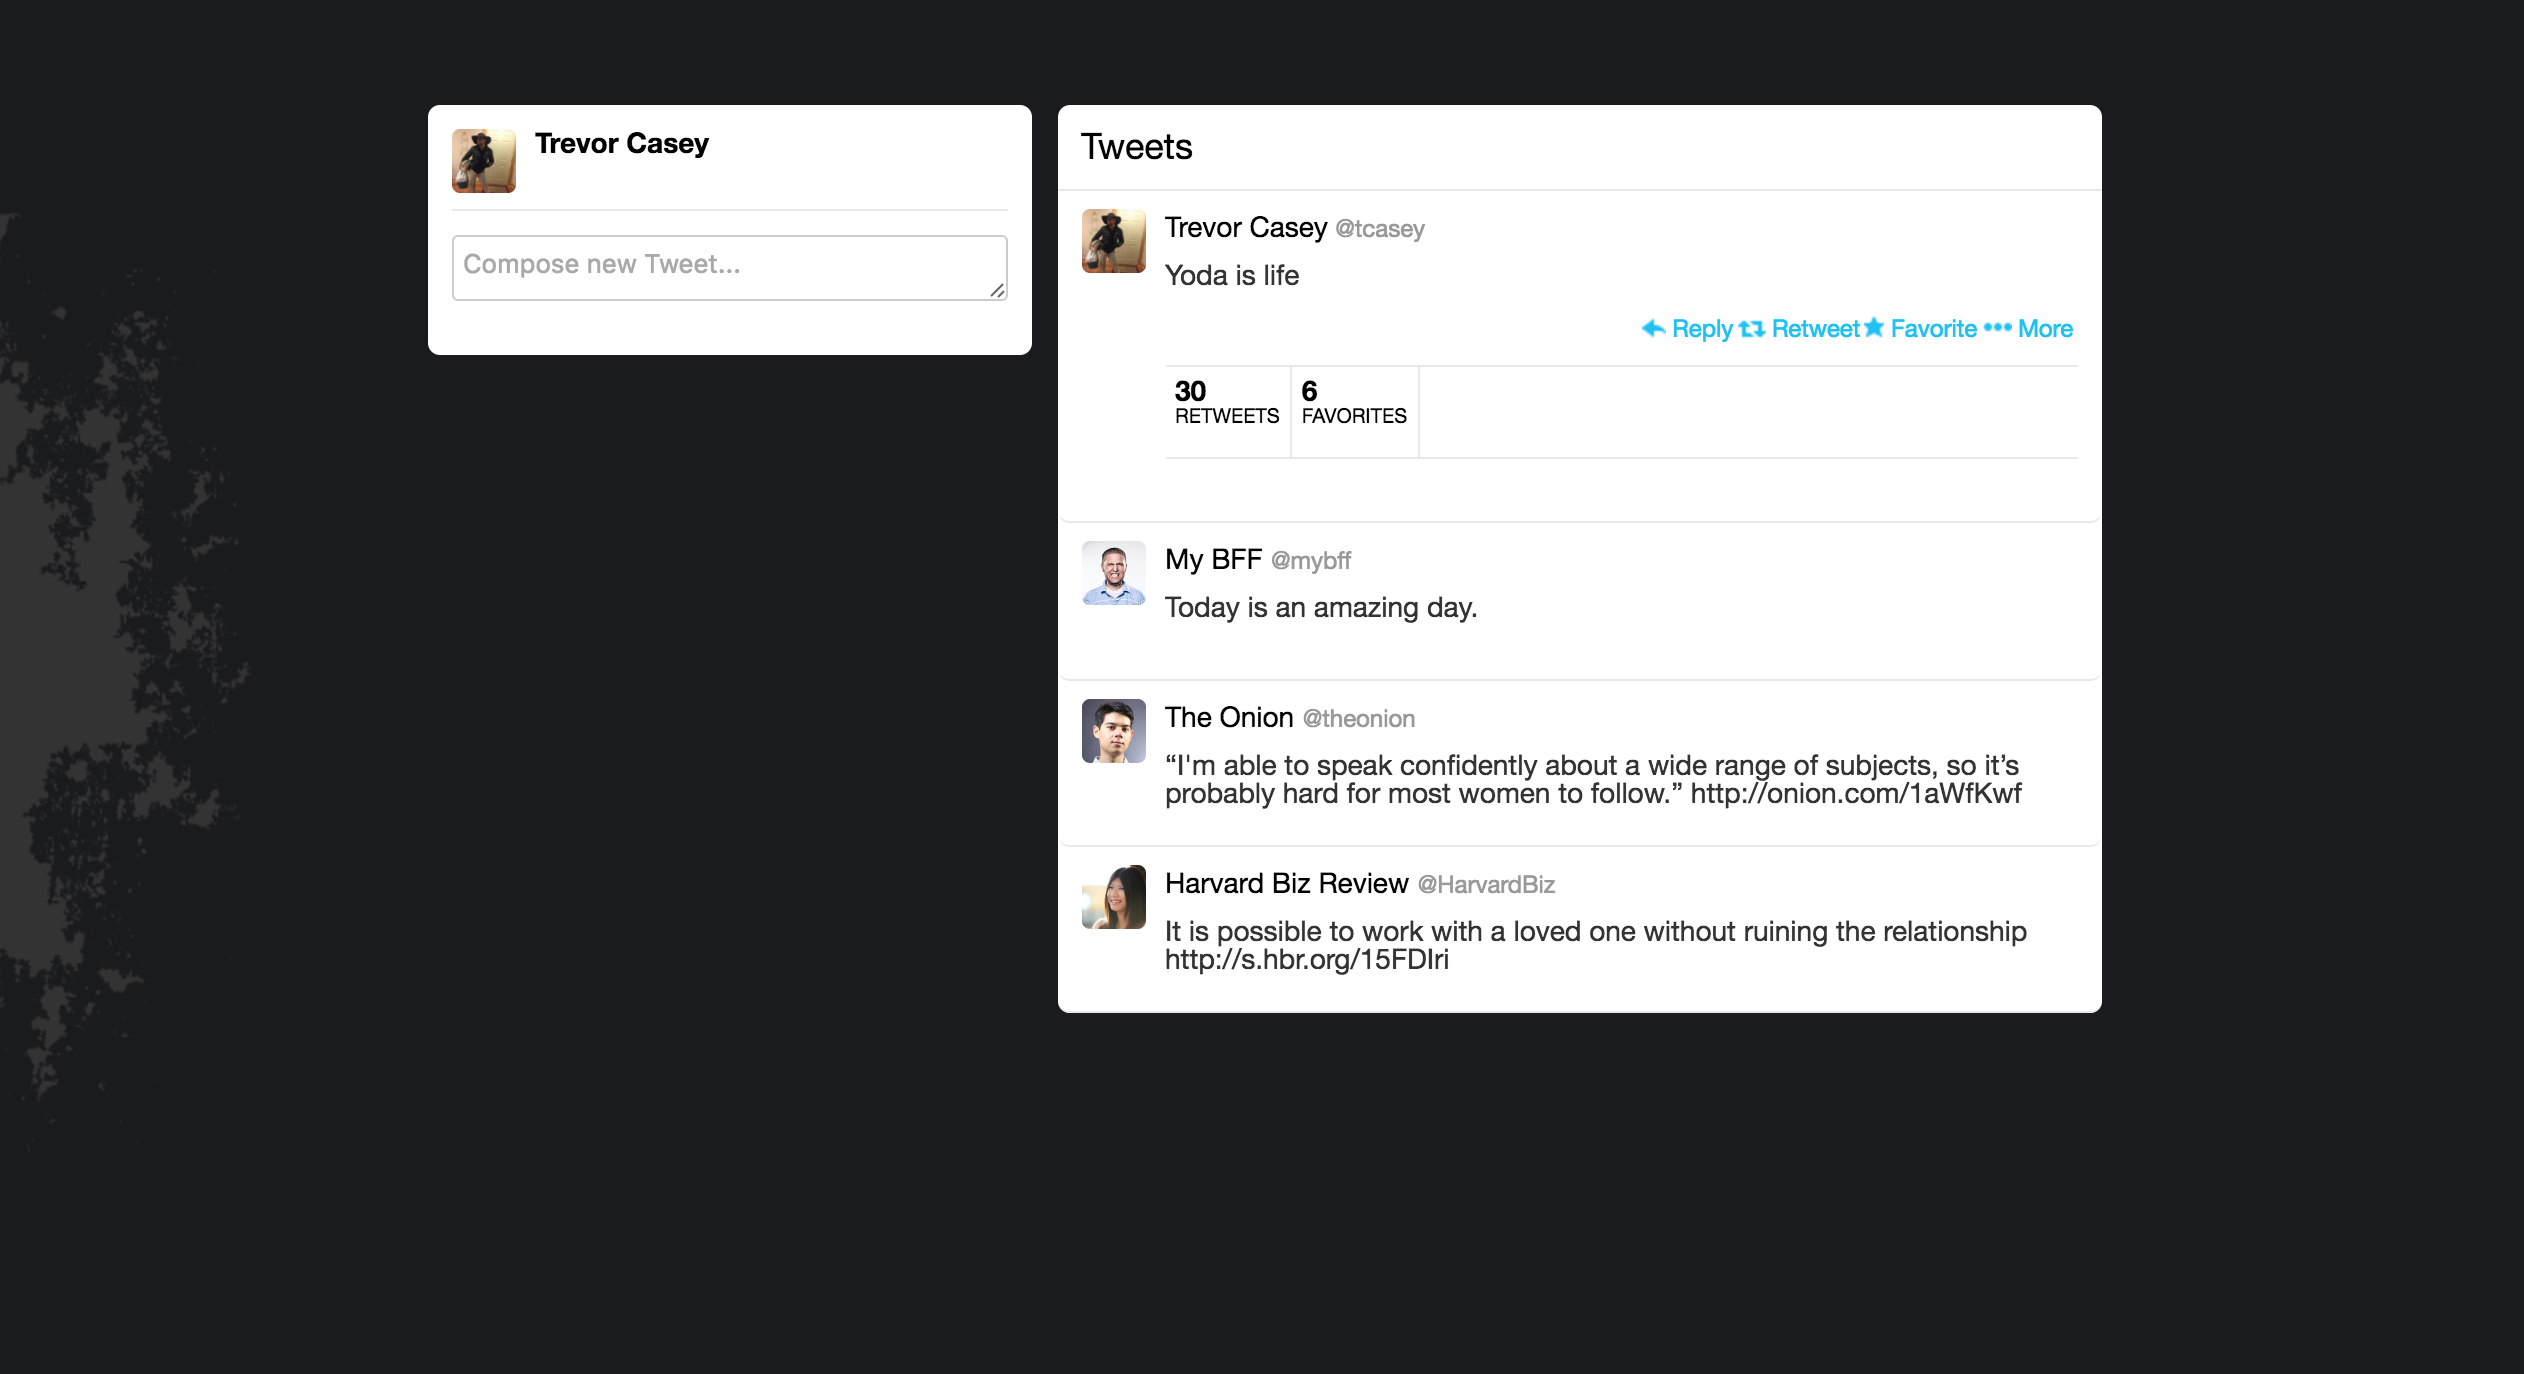 Trevor Casey
Compose new Tweet...
Tweets
Trevor Casey @tcasey
Yoda is life
Reply Retweet Favorite More
30
RETWEETS
6
FAVORITES
My BFF @mybff
Today is an amazing day.
The Onion @theonion
“I'm able to speak confidently about a wide range of subjects, so it’s
probably hard for most women to follow.” http://onion.com/1aWfKwf
Harvard Biz Review @HarvardBiz
It is possible to work with a loved one without ruining the relationship
http://s.hbr.org/15FDIri